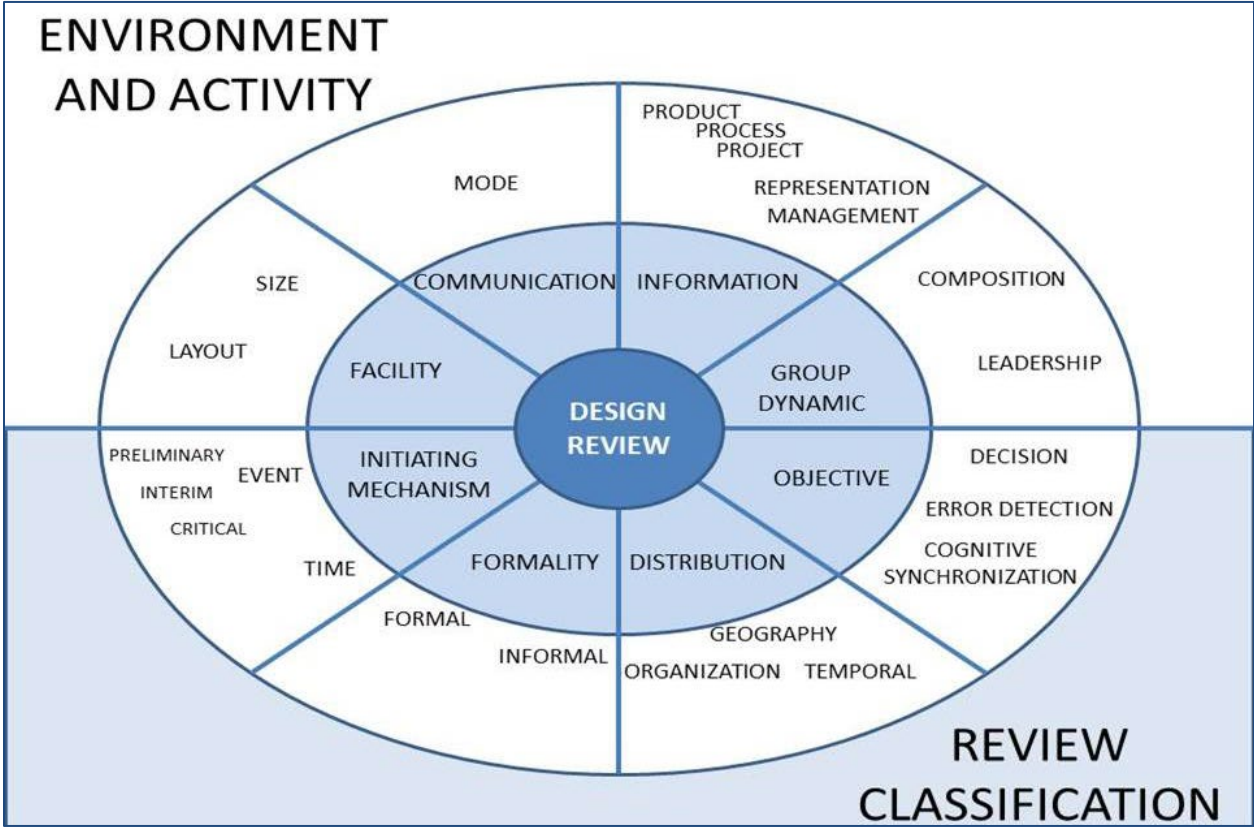 ENVIRONMENT
AND ACTIVITY
MODE
PRODUCT
PROCESS
PROJECT
REPRESENTATION
MANAGEMENT
SIZE
LAYOUT
COMMUNICATION
INFORMATION
COMPOSITION
LEADERSHIP
FACILITY
GROUP
DYNAMIC
DESIGN
REVIEW
PRELIMINARY
INTERIM
CRITICAL
EVENT
TIME
INITIATING
MECHANISM
OBJECTIVE
DECISION
ERROR DETECTION
COGNITIVE
SYNCHRONIZATION
FORMALITY
DISTRIBUTION
FORMAL
INFORMAL
GEOGRAPHY
ORGANIZATION
TEMPORAL
REVIEW
CLASSIFICATION